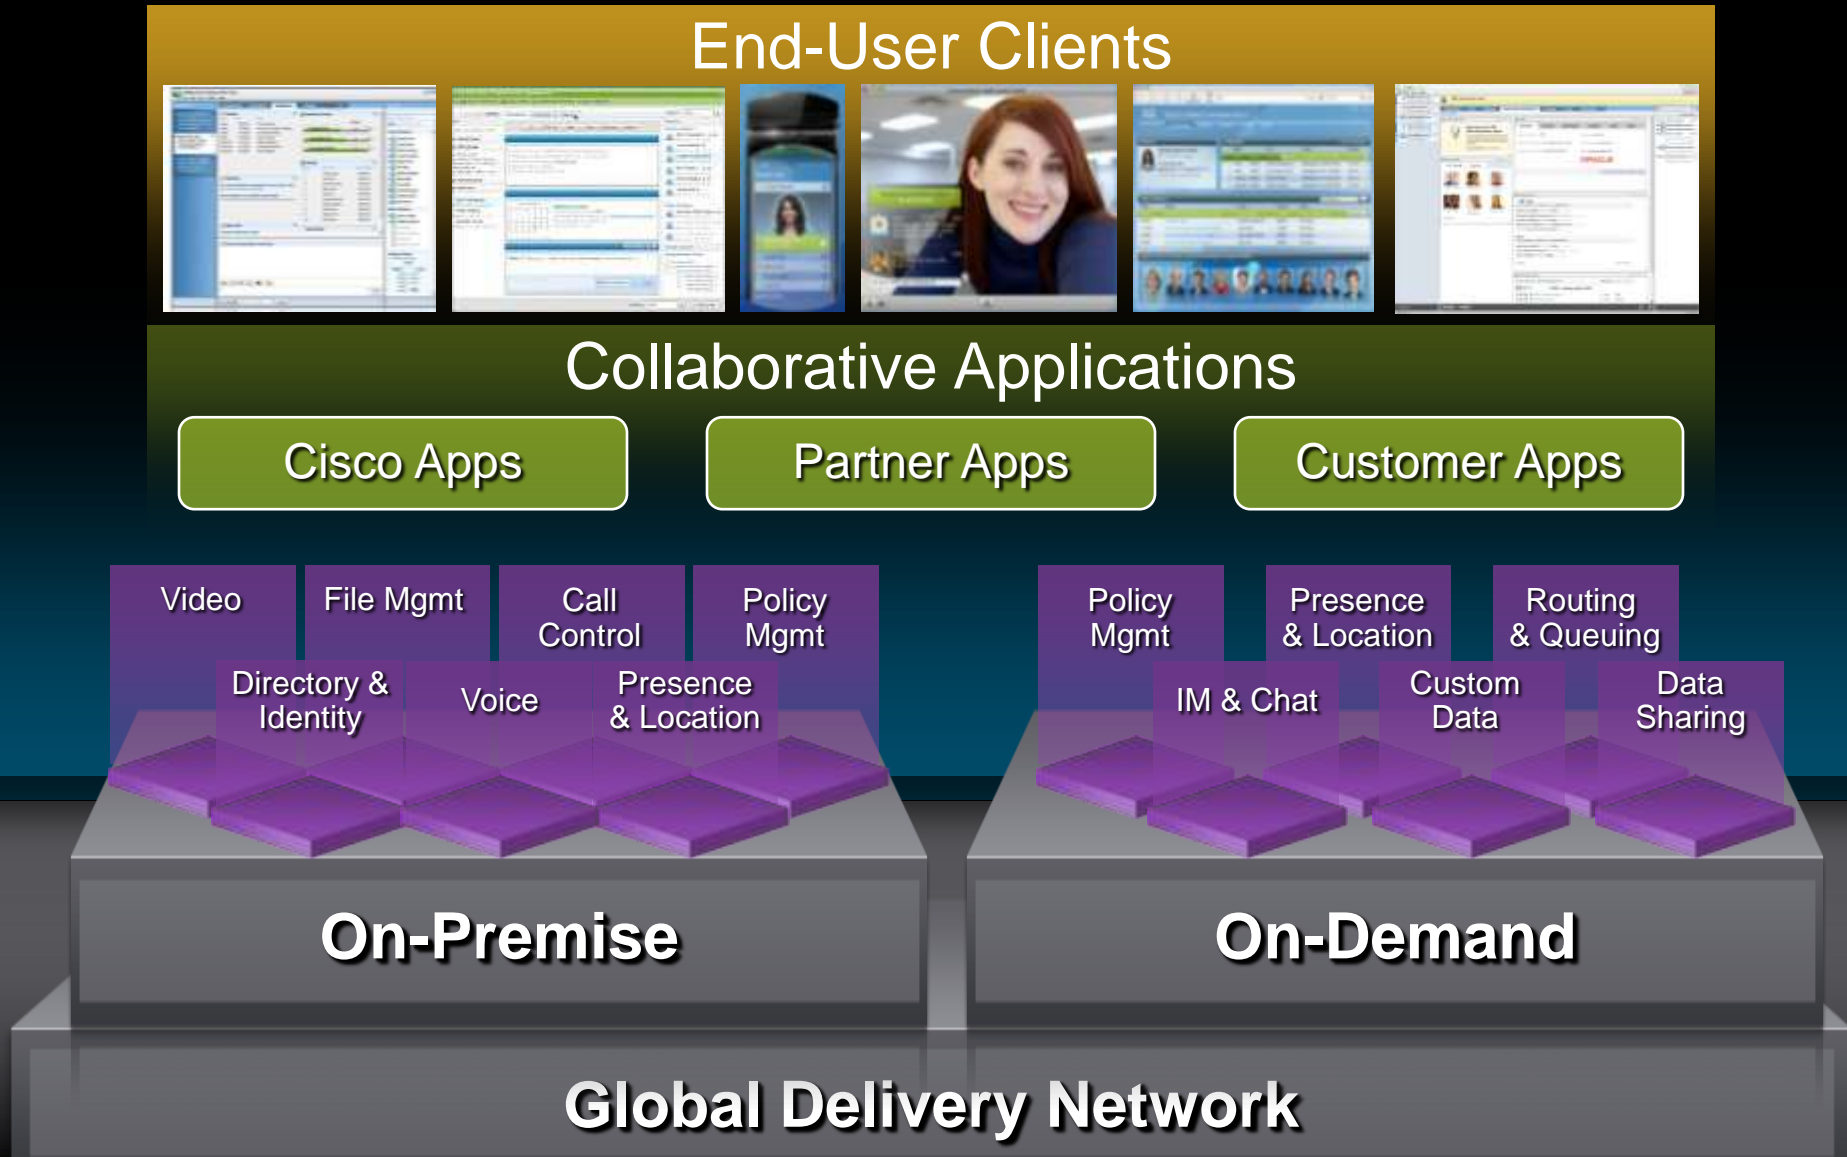 End-User Clients
Collaborative Applications
Cisco Apps
Partner Apps
Customer Apps
Video
File Mgmt
Call
Control
Policy
Mgmt
Directory &
Identity
Voice
Presence
& Location
Policy
Mgmt
Presence
& Location
Routing
& Queuing
IM & Chat
Custom
Data
Data
Sharing
On-Premise
On-Demand
Global Delivery Network